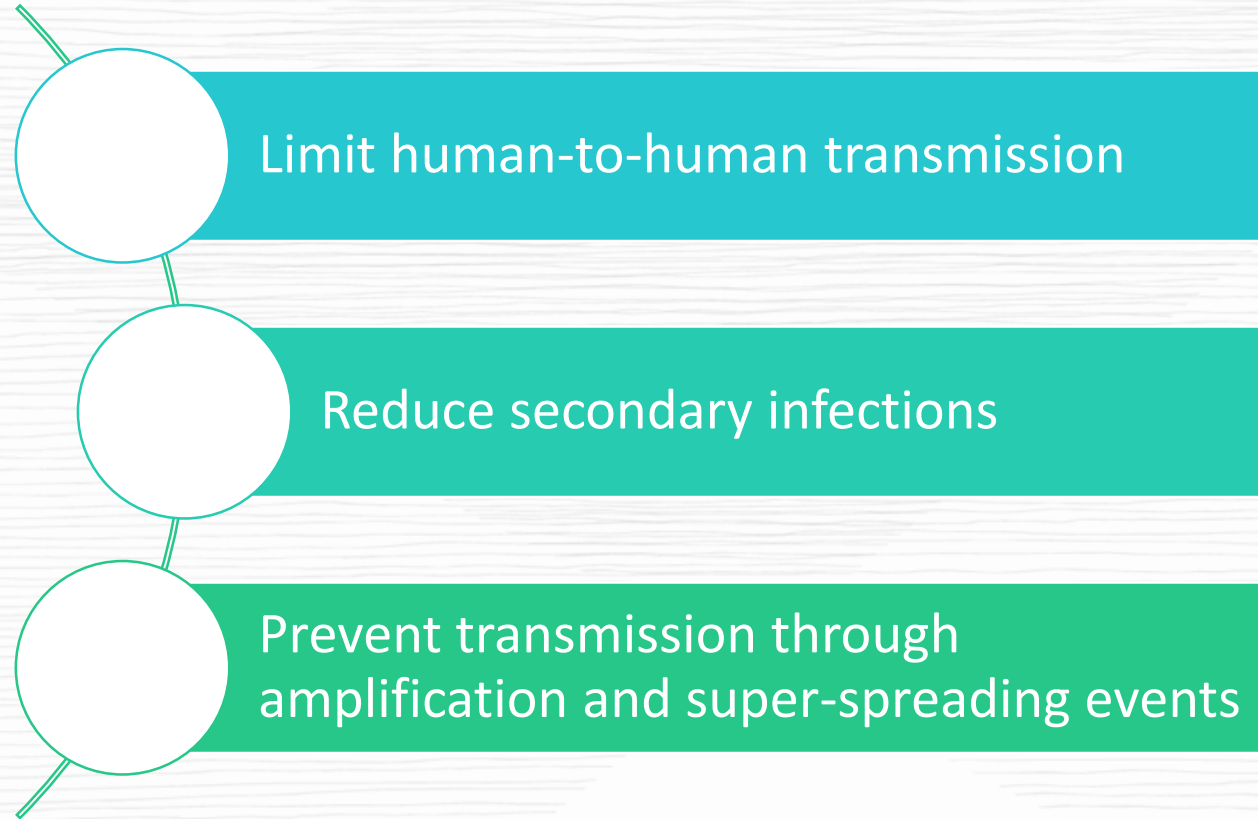 Limit human-to-human transmission
Reduce secondary infections
Prevent transmission through
amplification and super-spreading events